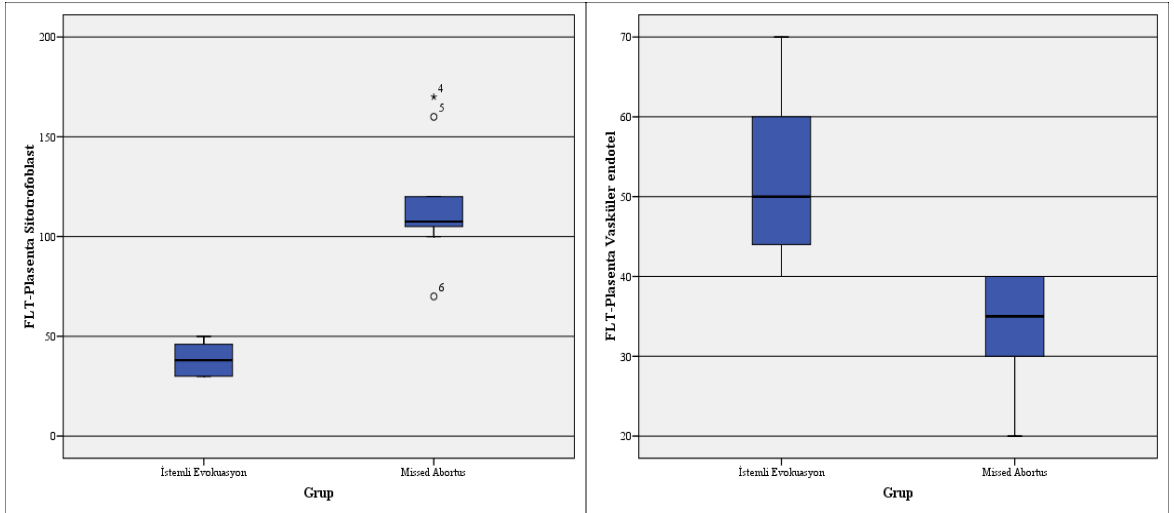 FLT-Plasenta Sitotrofoblast
200
150
100
50
0
* 4
5
6
İstemli Evokuasyon
Missed Abortus
Grup
FLT-Plasenta Vasküler endotel
70
60
50
40
30
20
İstemli Evokuasyon
Missed Abortus
Grup